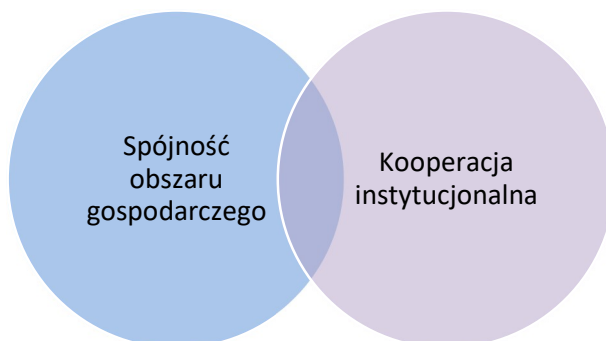 Spójność
obszaru
gospodarczego
Kooperacja
instytucjonalna